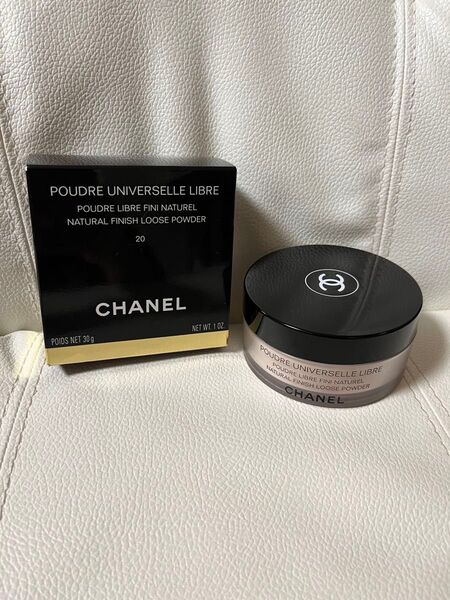 POUDRE UNIVERSELLE LIBRE
POUDRE LIBRE FINI NATUREL
NATURAL FINISH LOOSE POWDER
20
CHANEL
POIDS NET 30 g
NET WT. 1 OZ.
POUDRE UNIVERSELLE LIBRE
POUDRE LIBRE FINI NATUREL
NATURAL FINISH LOOSE POWDER
CHANEL